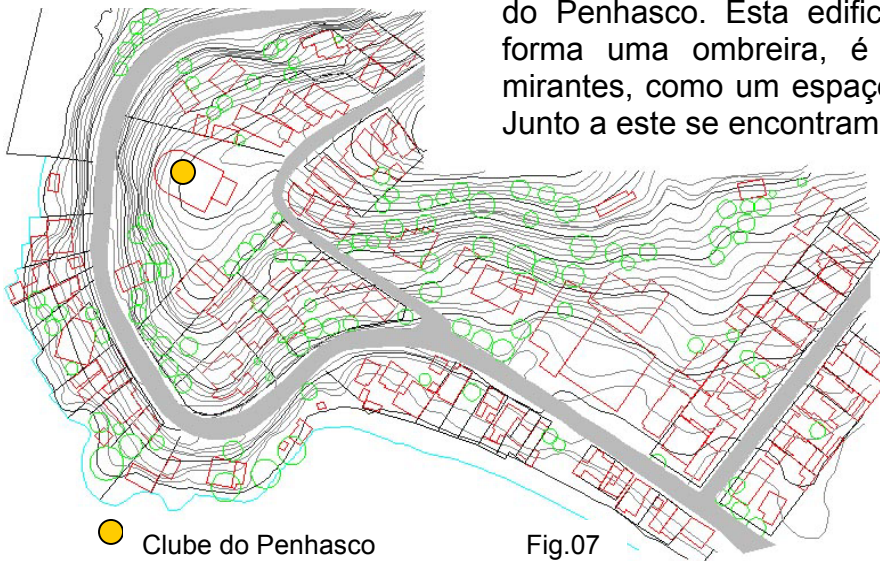 do Penhasco. Esta edific
forma uma ombreira, é
mirantes, como um espaç
Junto a este se encontram
Clube do Penhasco
Fig.07